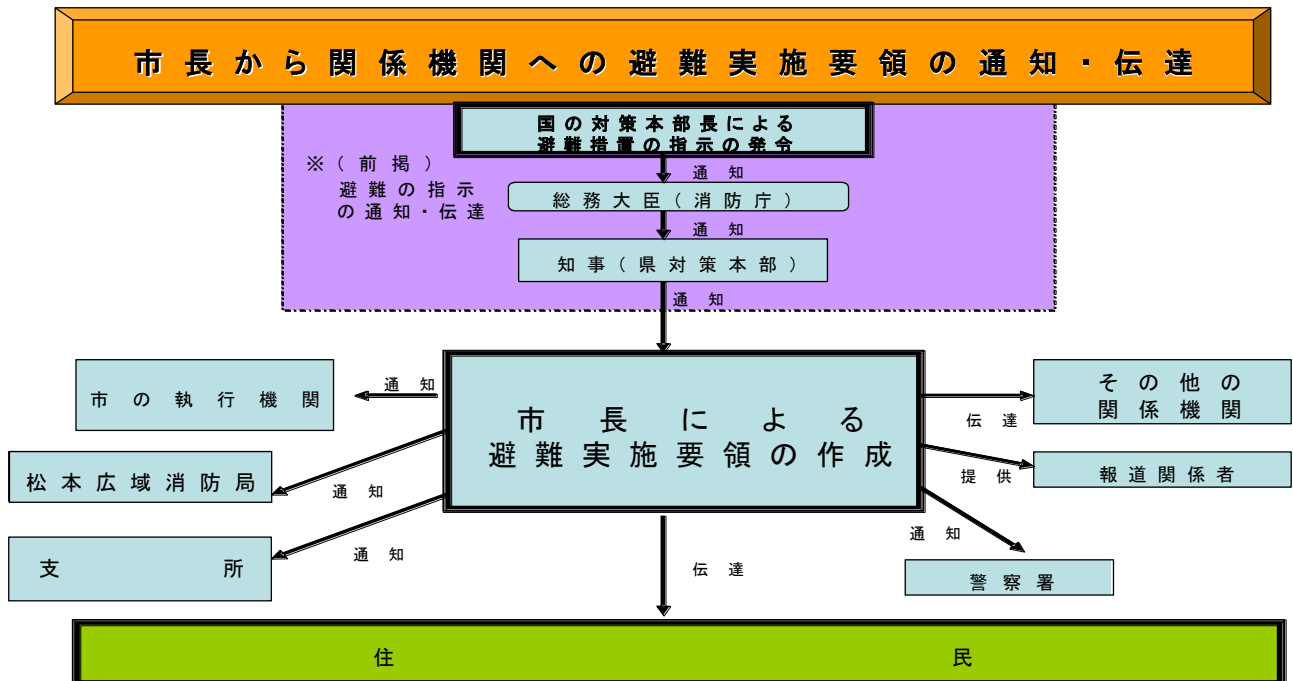 市長から関係機関への避難実施要領の通知・伝達
国の対策本部長による
避難措置の指示の発令
※(前掲)
避難の指示
の通知・伝達
通知
総務大臣(消防庁)
通知
知事(県対策本部)
通知
市の執行機関
通知
市長による
避難実施要領の作成
その他の
関係機関
伝達
松本広域消防局
通知
提供
報道関係者
支所
通知
伝達
通知
警察署
住民